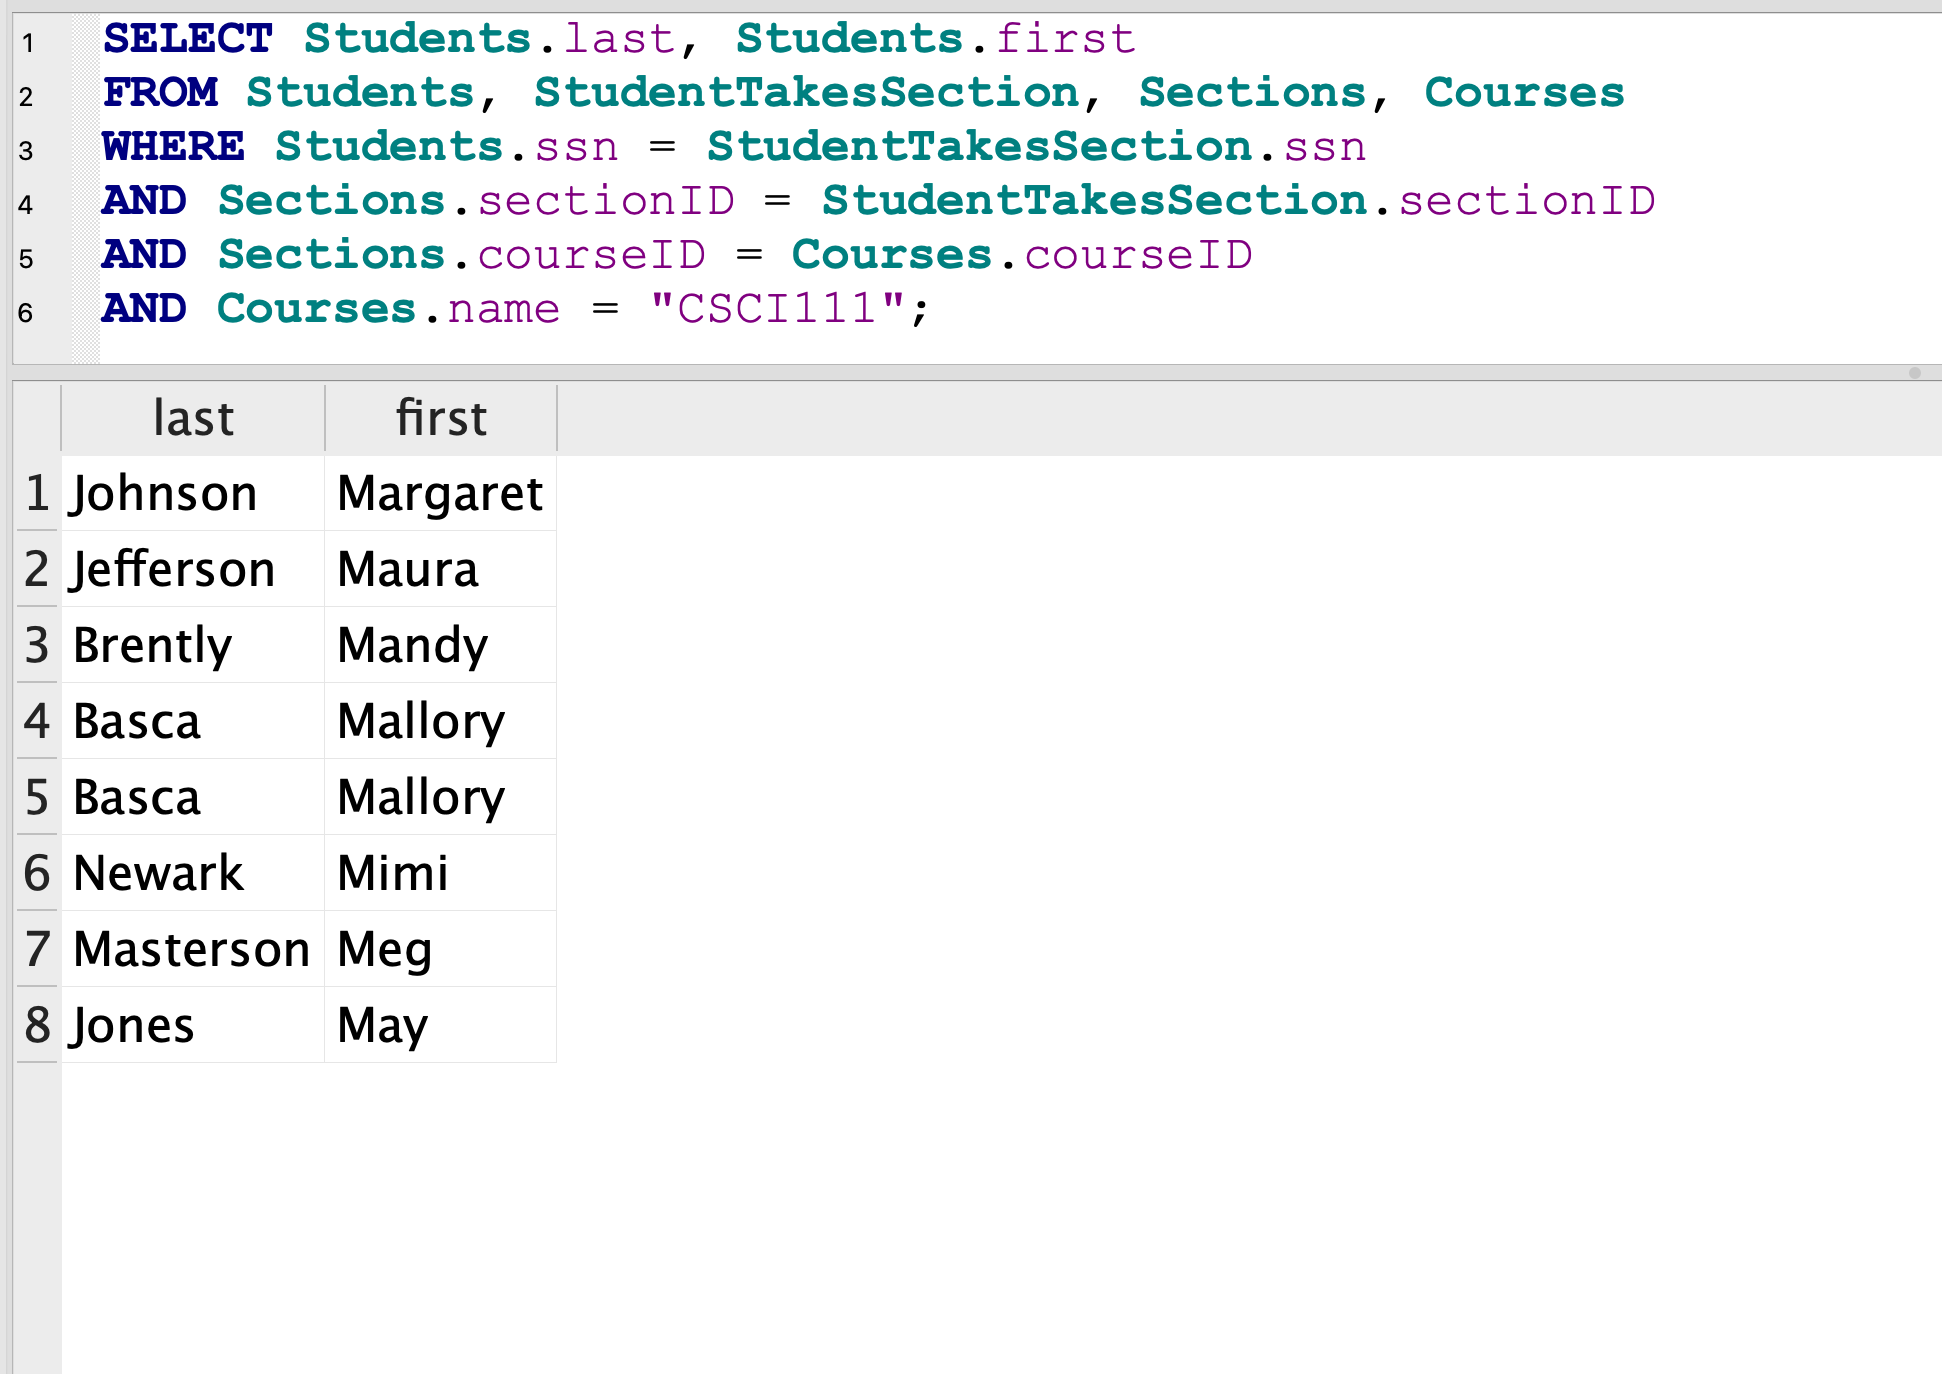 1 SELECT Students.last, Students.first
2 FROM Students, StudentTakesSection, Sections, Courses
3 WHERE Students.ssn = StudentTakesSection.ssn
4 AND Sections.sectionID = StudentTakesSection.sectionID
5 AND Sections.courseID = Courses.courseID
6 AND Courses.name = "CSCI111";
last first
1 Johnson Margaret
2 Jefferson Maura
3 Brently Mandy
4 Basca Mallory
5 Basca Mallory
6 Newark Mimi
7 Masterson Meg
8 Jones May